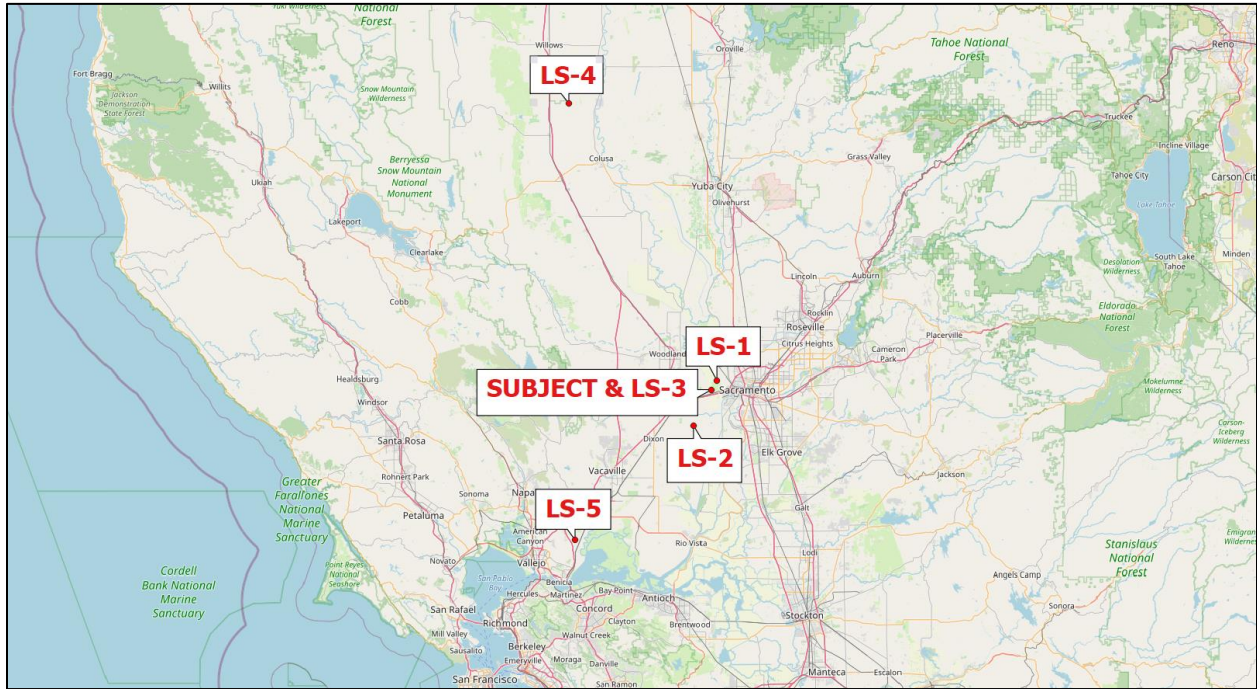 National
Forest
Yuki Wilderness
Willows
Oroville
Tahoe National
Forest
Reno
Fort Bragg
Willits
Jackson
Demonstration
State Forest
Snow Mountain
Wilderness
LS-4
Truckee
Incline Village
Colusa
Grass Valley
Berryessa
Snow Mountain
National
Monument
Ukiah
Yuba City
Olivehurst
Tahoe City
Lake Tahoe
Carson City
Lakeport
Clearlake
Minden
South Lake
Tahoe
Desolation
Wilderness
Lincoln
Auburn
Cobb
Rocklin
Roseville
Eldorado
National
Forest
Placerville
Citrus Heights
Cameron
Park
Woodland
LS-1
Healdsburg
Windsor
SUBJECT & LS-3
Sacramento
Mokelumne
Wilderness
Santa Rosa
Dixon
LS-2
Elk Grove
Carson-
Iceberg
Wilderness
Rohnert Park
Vacaville
Jackson
Sonoma
Napa
LS-5
Greater
Farallones
National
Marine
Sanctuary
Petaluma
Galt
American
Canyon
Vallejo
Rio Vista
Lodi
Stanislaus
National
Forest
Novato
Point Reyes
National
Seashore
San Pablo
Bay
Benicia
Hercules
Martinez
Bay Point
Antioch
Angels Camp
Cordell
Bank National
Marine
Sanctuary
San Rafael
Concord
Sonora
Mill Valley
Richmond
Clayton
Brentwood
Stockton
Walnut Creek
Sausalito
Berkeley
Emeryville
Moraga
Danville
San Francisco
San Ramon
Manteca
Escalon